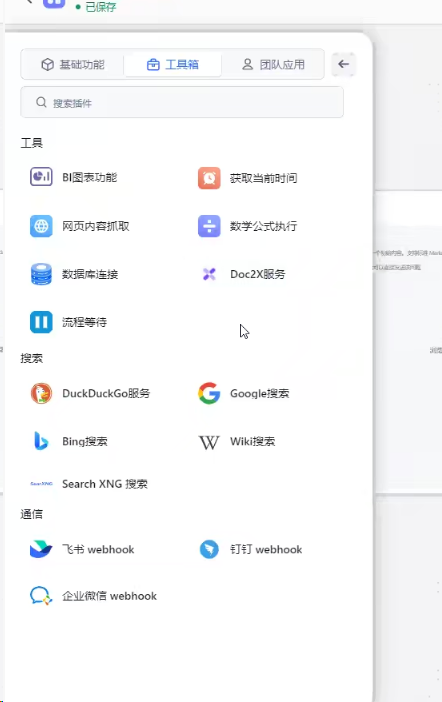 已保存
基础功能 工具箱 团队应用
搜索插件
工具
BI图表功能 获取当前时间
网页内容抓取 数学公式执行
数据库连接 Doc2X服务
流程等待
搜索
DuckDuckGo服务 Google搜索
Bing搜索 Wiki搜索
Search XNG 搜索
通信
飞书 webhook 钉钉 webhook
企业微信 webhook